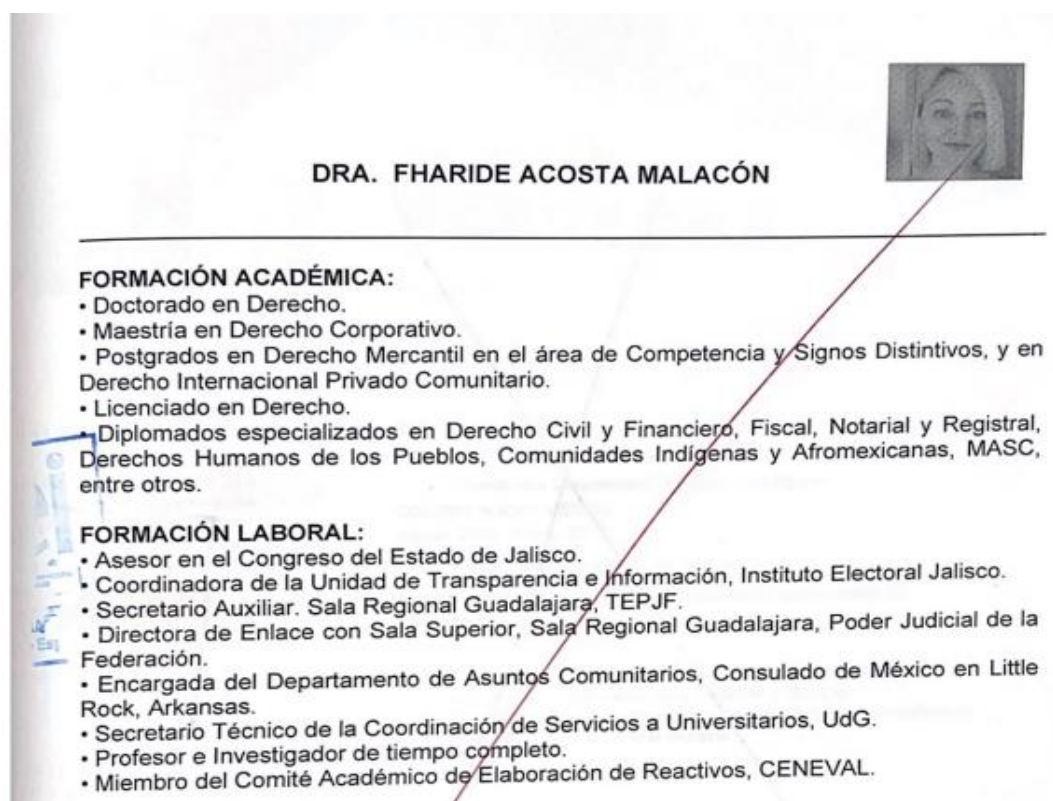 DRA. FHARIDE ACOSTA MALACÓN
FORMACIÓN ACADÉMICA:
• Doctorado en Derecho.
• Maestría en Derecho Corporativo.
• Postgrados en Derecho Mercantil en el área de Competencia y Signos Distintivos, y en
Derecho Internacional Privado Comunitario.
• Licenciado en Derecho.
• Diplomados especializados en Derecho Civil y Financiero, Fiscal, Notarial y Registral,
Derechos Humanos de los Pueblos, Comunidades Indígenas y Afromexicanas, MASC,
entre otros.
FORMACIÓN LABORAL:
• Asesor en el Congreso del Estado de Jalisco.
• Coordinadora de la Unidad de Transparencia e Información, Instituto Electoral Jalisco.
• Secretario Auxiliar. Sala Regional Guadalajara, TEPJF.
• Directora de Enlace con Sala Superior, Sala Regional Guadalajara, Poder Judicial de la
Federación.
• Encargada del Departamento de Asuntos Comunitarios, Consulado de México en Little
Rock, Arkansas.
• Secretario Técnico de la Coordinación de Servicios a Universitarios, UdG.
• Profesor e Investigador de tiempo completo.
• Miembro del Comité Académico de Elaboración de Reactivos, CENEVAL.